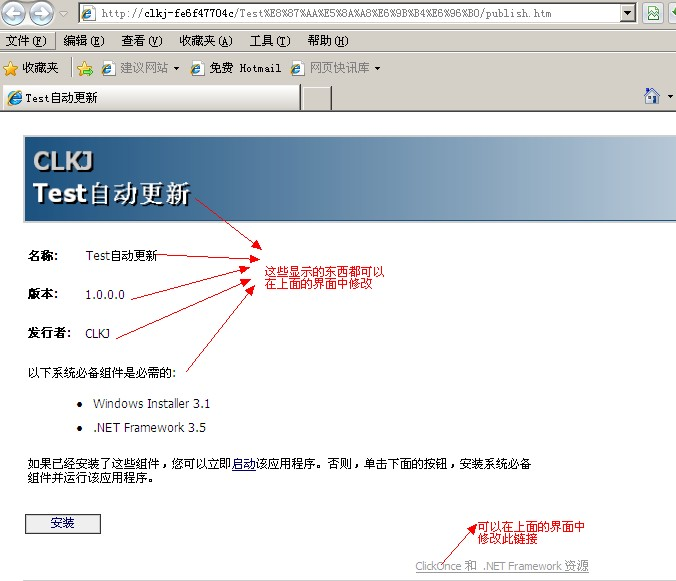 http://clkj-fe6f47704c/Test%E8%87%AA%E5%8A%A8%E6%9B%B4%E6%96%B0/publish.htm
文件(F) 编辑(E) 查看(V) 收藏夹(A) 工具(T) 帮助(H)
收藏夹 建议网站 免费 Hotmail 网页快讯库
Test自动更新
CLKJ
Test自动更新
名称: Test自动更新
这些显示的东西都可以
在上面的界面中修改
版本: 1.0.0.0
发行者: CLKJ
以下系统必备组件是必需的:
Windows Installer 3.1
.NET Framework 3.5
如果已经安装了这些组件，您可以立即启动该应用程序。否则，单击下面的按钮，安装系统必备
组件并运行该应用程序。
安装
可以在上面的界面中
修改此链接
ClickOnce 和 .NET Framework 资源